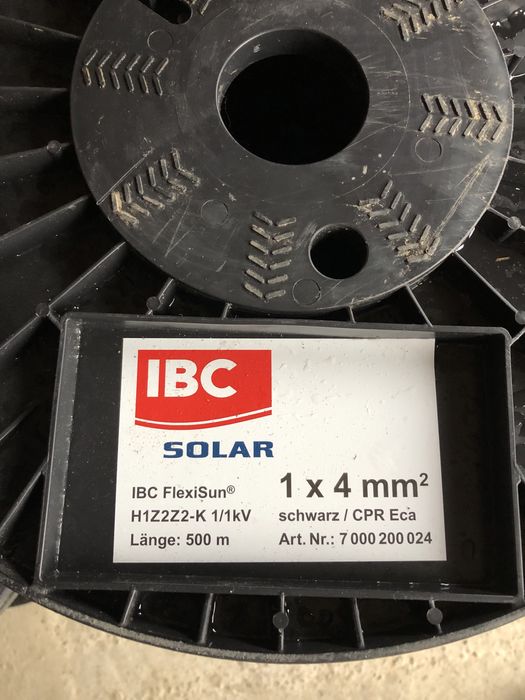 IBC
SOLAR
IBC FlexiSun®
H1Z2Z2-K 1/1kV
Länge: 500 m
1 x 4 mm²
schwarz / CPR Eca
Art. Nr.: 7 000 200 024